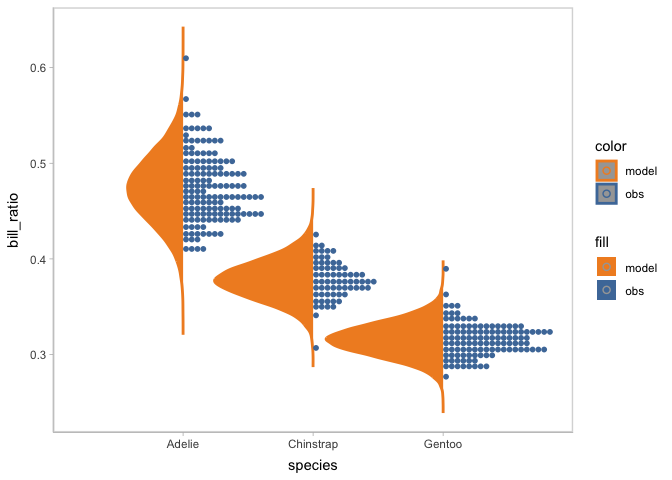 0.6
0.5
0.4
0.3
bill_ratio
Adelie Chinstrap Gentoo
species
color
model
obs
fill
model
obs